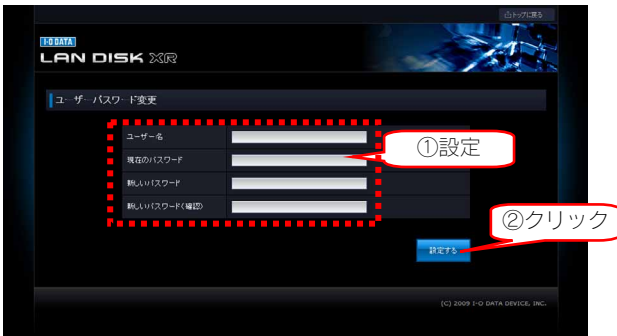 トップに戻る
I-O DATA
LAN DISK XR
ユーザーパスワード変更
ユーザー名
現在のパスワード
新しいパスワード
新しいパスワード(確認)
①設定
②クリック
設定する
(C) 2009 I-O DATA DEVICE, INC.